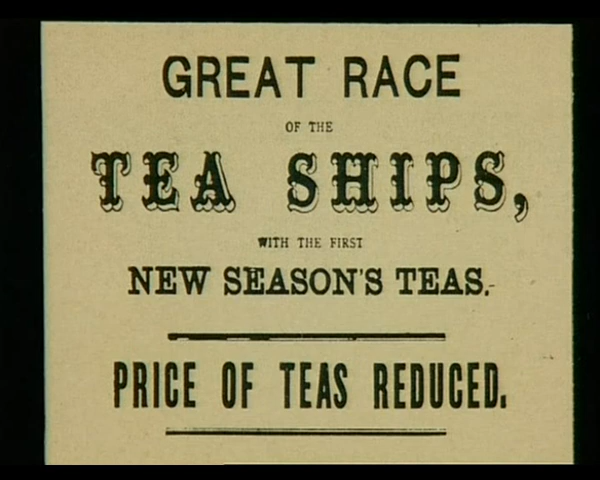 GREAT RACE
OF THE
TEA SHIPS,
WITH THE FIRST
NEW SEASON'S TEAS.
PRICE OF TEAS REDUCED.